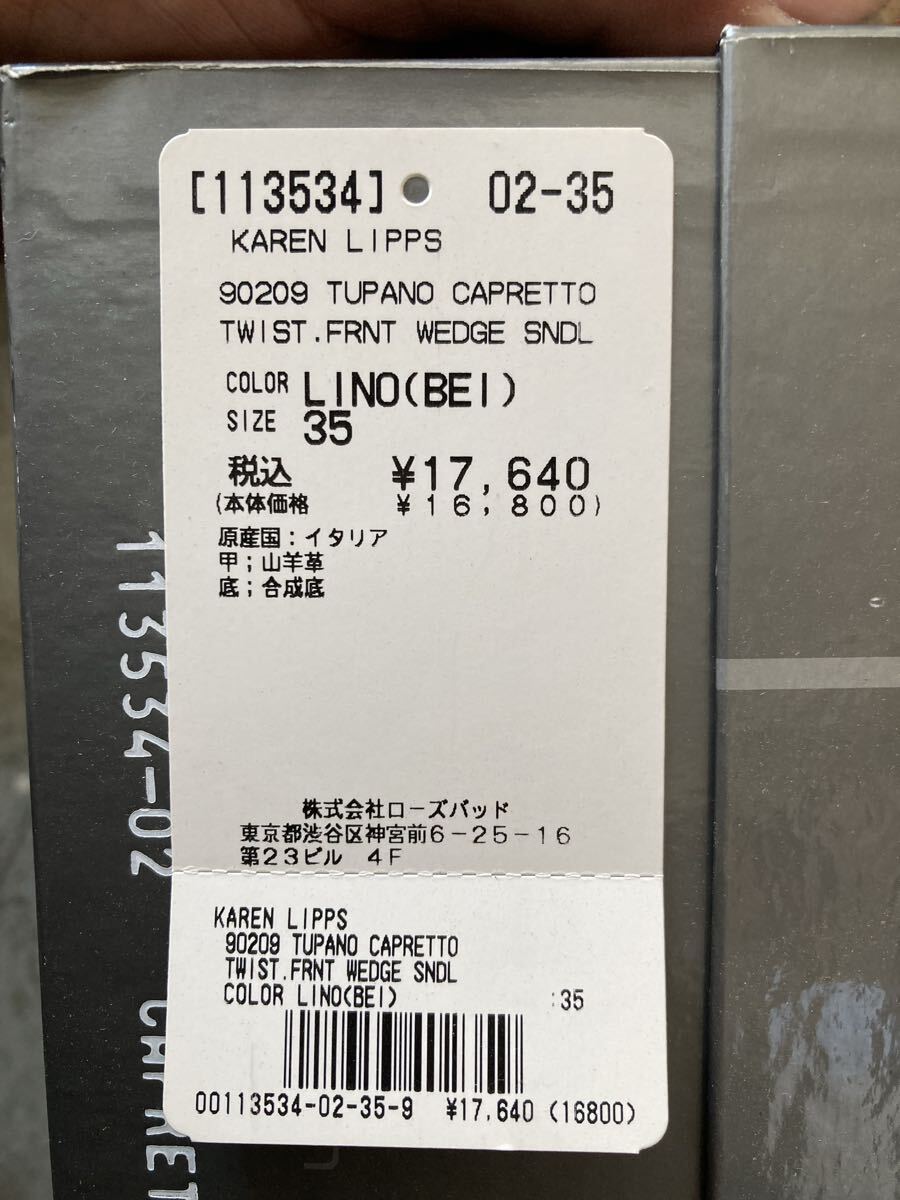 [113534] 02-35
KAREN LIPPS
90209 TUPANO CAPRETTO
TWIST.FRNT WEDGE SNDL
COLOR LINO(BEI)
SIZE 35
税込 ¥17,640
(本体価格 ¥16,800)
原産国:イタリア
甲;山羊革
底;合成底
株式会社ローズバッド
東京都渋谷区神宮前6-25-16
第23ビル 4F
KAREN LIPPS
90209 TUPANO CAPRETTO
TWIST.FRNT WEDGE SNDL
COLOR LINO(BEI) :35
00113534-02-35-9 ¥17,640 (16800)
113534-02